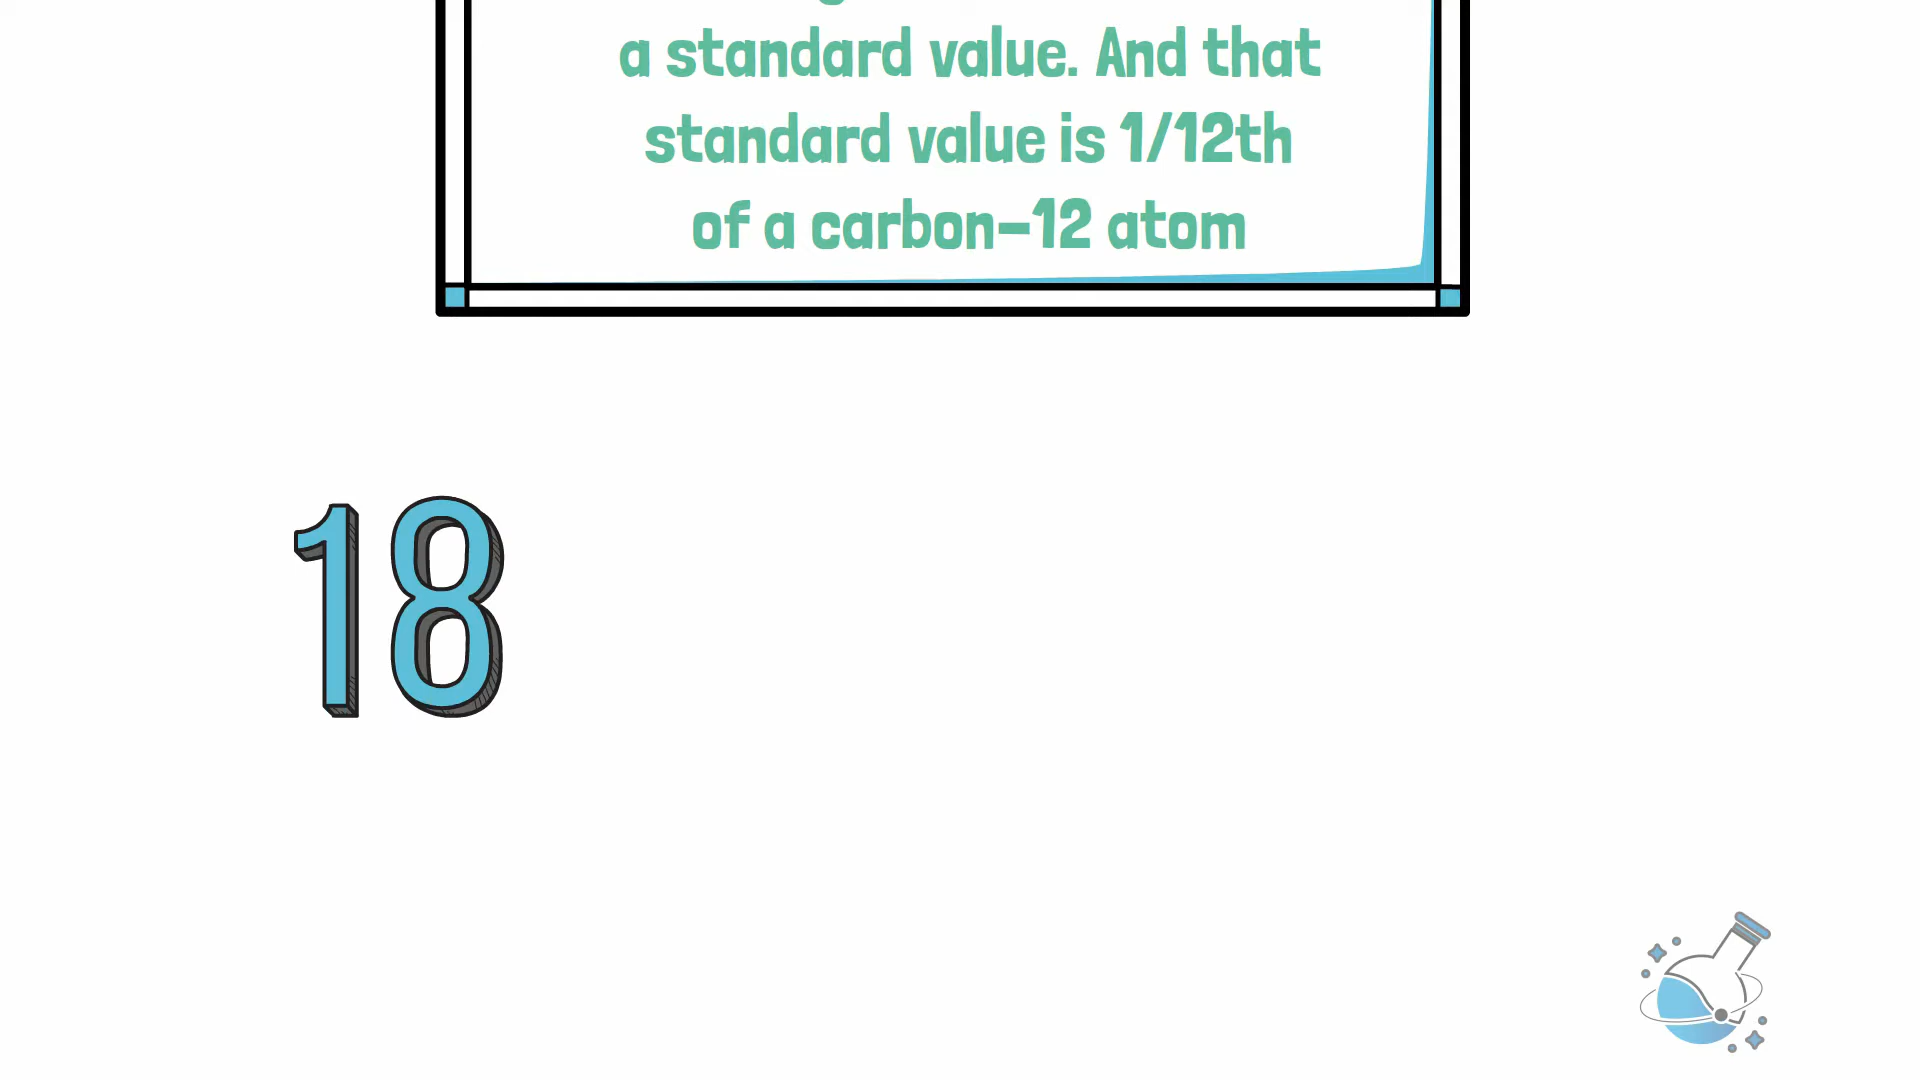 a standard value. And that
standard value is 1/12th
of a carbon-12 atom
18